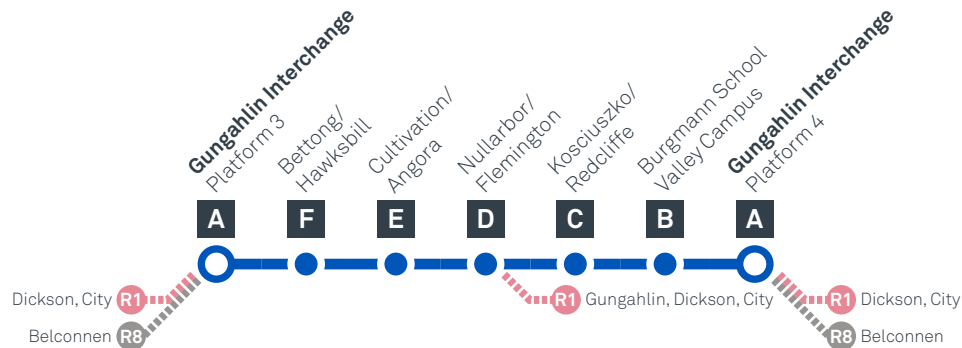 Gungahlin Interchange
Platform 3
Bettong/
Hawksbill
Cultivation/
Angora
Nullarbor/
Flemington
Kosciuszko/
Redcliffe
Burgmann School
Valley Campus
Gungahlin Interchange
Platform 4
A
F
E
D
C
B
A
Dickson, City R1
R1 Gungahlin, Dickson, City
R1 Dickson, City
Belconnen R8
R8 Belconnen